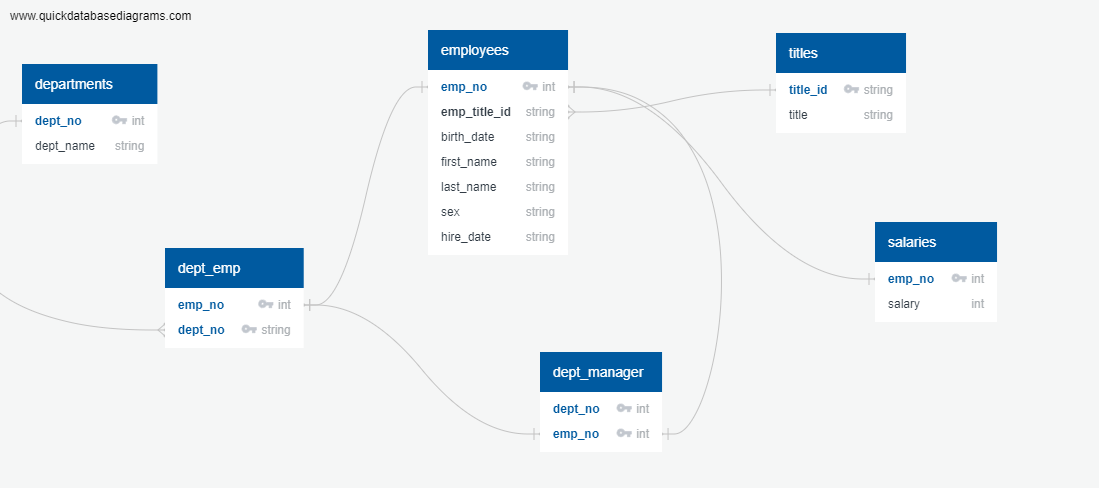 www.quickdatabasediagrams.com
departments
dept_no int
dept_name string
employees
emp_no int
emp_title_id string
birth_date string
first_name string
last_name string
sex string
hire_date string
titles
title_id string
title string
dept_emp
emp_no int
dept_no string
salaries
emp_no int
salary int
dept_manager
dept_no int
emp_no int